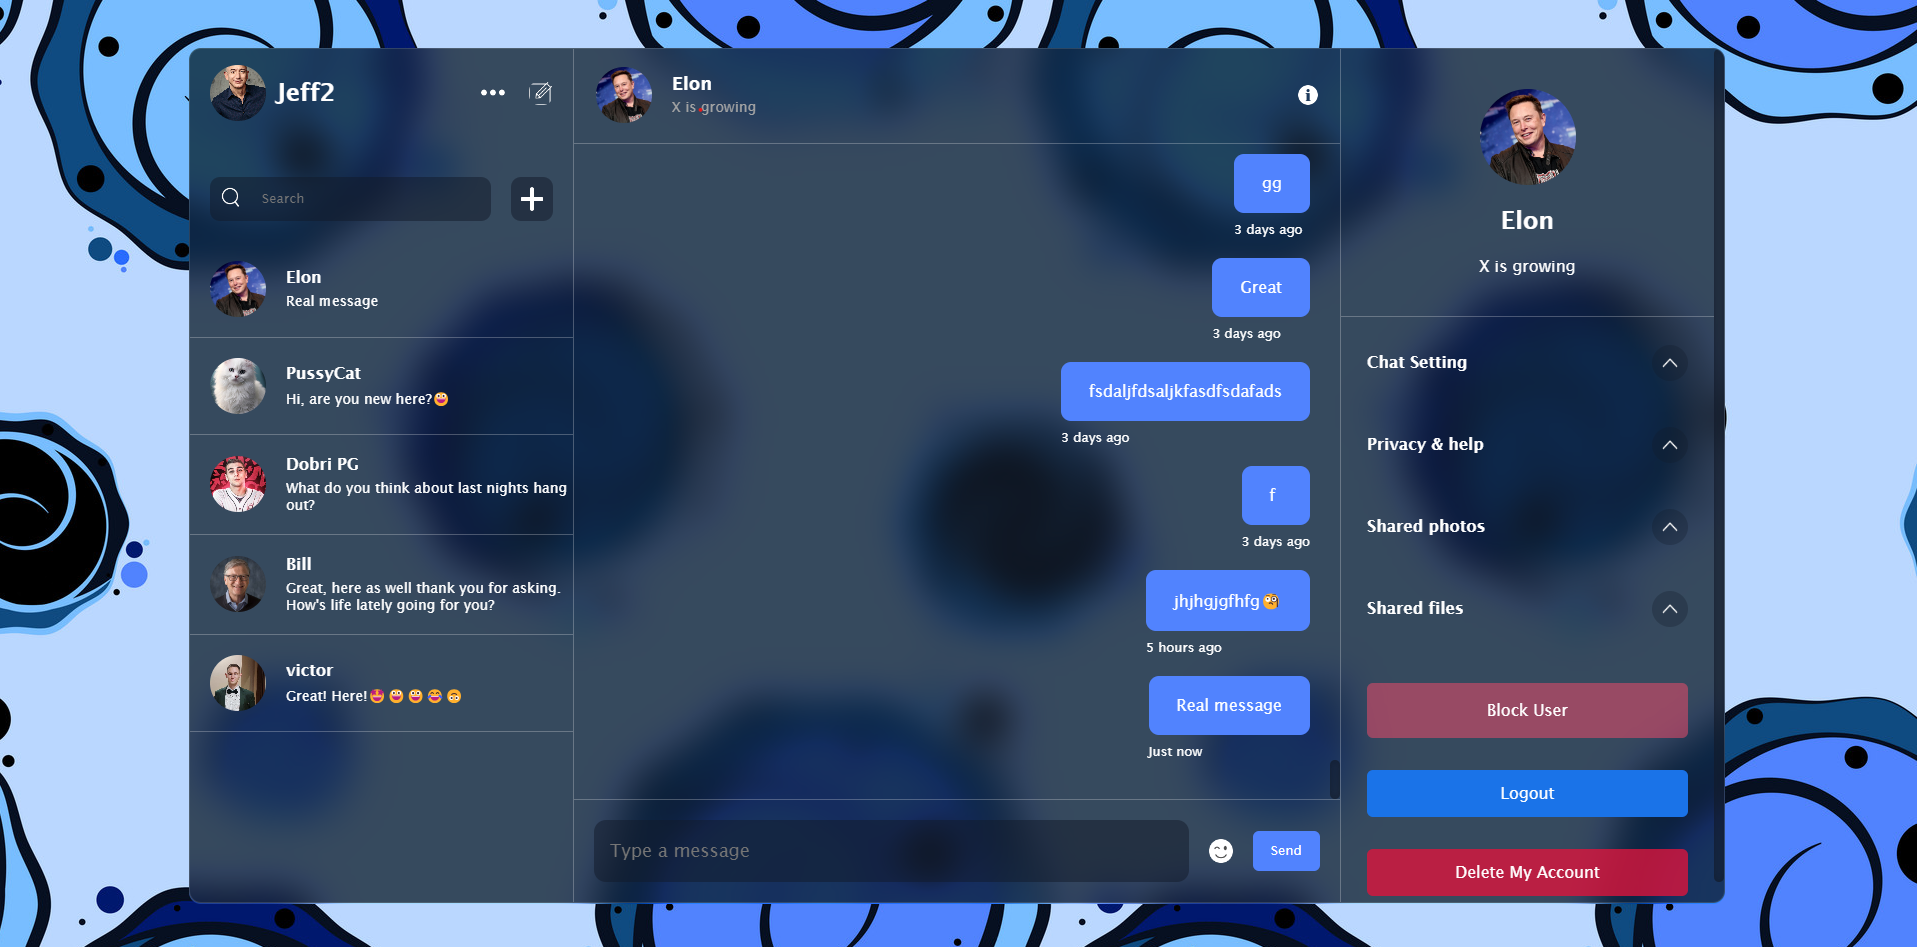 Jeff2
Search
Elon
Real message
PussyCat
Hi, are you new here?😀
Dobri PG
What do you think about last nights hang
out?
Bill
Great, here as well thank you for asking.
How's life lately going for you?
victor
Great! Here!🤩😀😀😂🙃
Elon
X is growing
gg
3 days ago
Great
3 days ago
fsdaljfdsaljkfasdfsdafads
3 days ago
f
3 days ago
jhjhgjgfhfg🧐
5 hours ago
Real message
Just now
Type a message
Send
Elon
X is growing
Chat Setting
Privacy & help
Shared photos
Shared files
Block User
Logout
Delete My Account